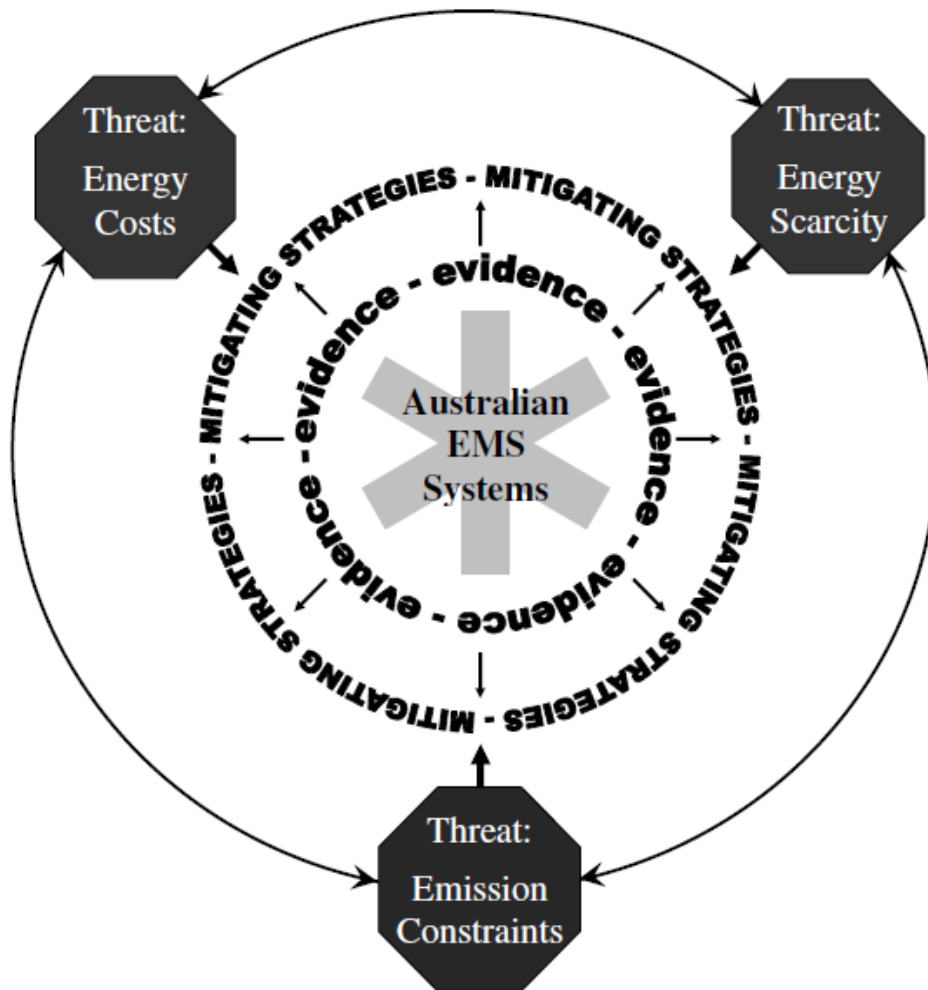 Threat:
Energy
Costs
Threat:
Energy
Scarcity
MITIGATING STRATEGIES - MITIGATING STRATEGIES - MITIGATING STRATEGIES - MITIGATING STRATEGIES -
evidence - evidence - evidence - evidence - evidence -
Australian
EMS
Systems
Threat:
Emission
Constraints